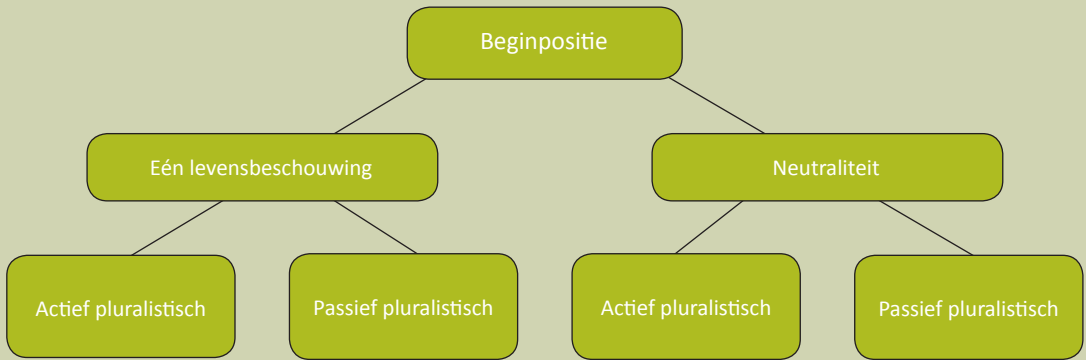 Beginpositie
Eén levensbeschouwing
Neutraliteit
Actief pluralistisch
Passief pluralistisch
Actief pluralistisch
Passief pluralistisch